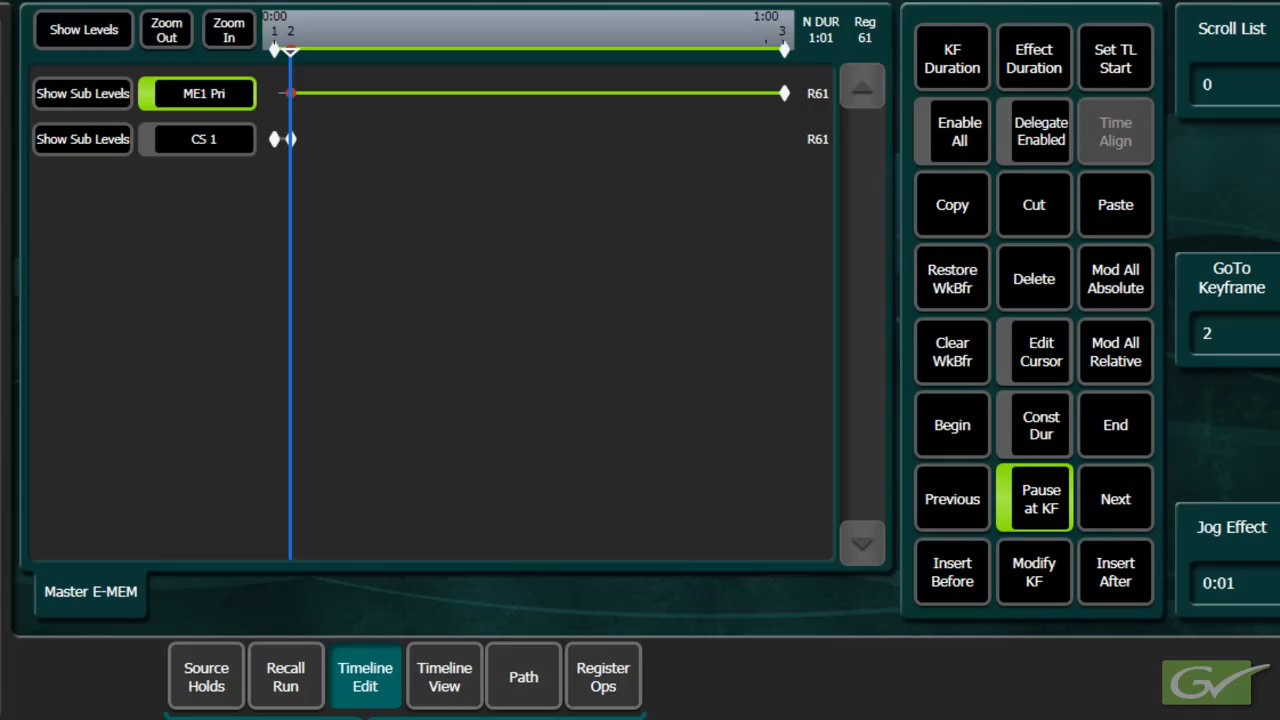 Show Levels
Zoom Out
Zoom In
0:00
1:00
1 2
3
N DUR
1:01
Reg
61
Show Sub Levels
ME1 Pri
R61
Show Sub Levels
CS 1
R61
Master E-MEM
KF Duration
Effect Duration
Set TL Start
Enable All
Delegate Enabled
Time Align
Copy
Cut
Paste
Restore WkBfr
Delete
Mod All Absolute
Clear WkBfr
Edit Cursor
Mod All Relative
Begin
Const Dur
End
Previous
Pause at KF
Next
Insert Before
Modify KF
Insert After
Scroll List
0
GoTo Keyframe
2
Jog Effect
0:01
Source Holds
Recall Run
Timeline Edit
Timeline View
Path
Register Ops
GV